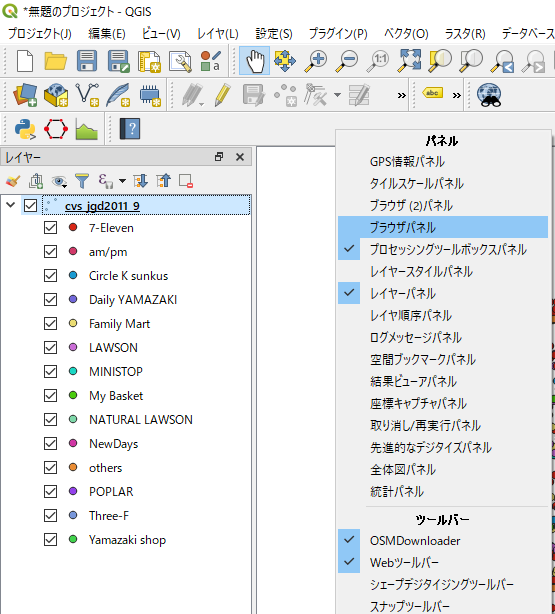 *無題のプロジェクト - QGIS
プロジェクト(J) 編集(E) ビュー(V) レイヤ(L) 設定(S) プラグイン(P) ベクタ(O) ラスタ(R) データベース
1:1
abc
»
»
レイヤー
cvs_jgd2011_9
7-Eleven
am/pm
Circle K sunkus
Daily YAMAZAKI
Family Mart
LAWSON
MINISTOP
My Basket
NATURAL LAWSON
NewDays
others
POPLAR
Three-F
Yamazaki shop
パネル
GPS情報パネル
タイルスケールパネル
ブラウザ (2)パネル
ブラウザパネル
プロセッシングツールボックスパネル
レイヤースタイルパネル
レイヤーパネル
レイヤ順序パネル
ログメッセージパネル
空間ブックマークパネル
結果ビューアパネル
座標キャプチャパネル
取り消し/再実行パネル
先進的なデジタイズパネル
全体図パネル
統計パネル
ツールバー
OSMDownloader
Webツールバー
シェープデジタイジングツールバー
スナップツールバー